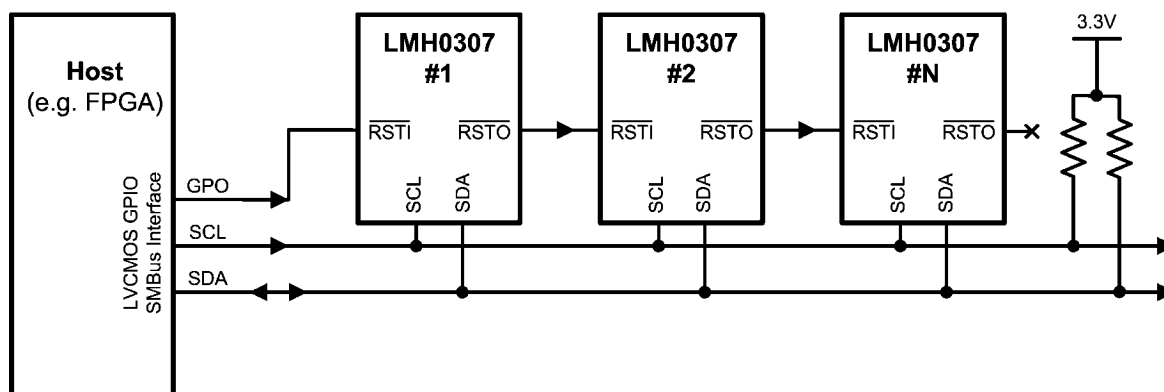 Host
(e.g. FPGA)
LVCMOS GPIO
SMBus Interface
GPO
SCL
SDA
LMH0307
#1
RSTI
RSTO
SCL
SDA
LMH0307
#2
RSTI
RSTO
SCL
SDA
LMH0307
#N
RSTI
RSTO
SCL
SDA
3.3V